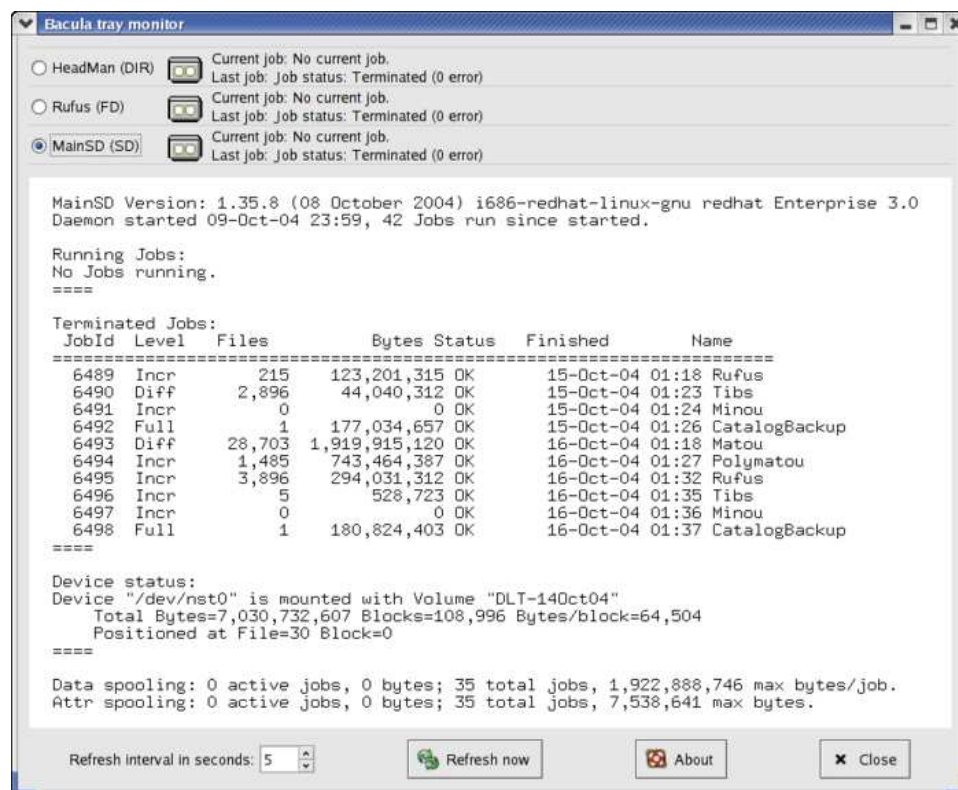 Bacula tray monitor
HeadMan (DIR)
Current job: No current job.
Last job: Job status: Terminated (0 error)
Rufus (FD)
Current job: No current job.
Last job: Job status: Terminated (0 error)
MainSD (SD)
Current job: No current job.
Last job: Job status: Terminated (0 error)
MainSD Version: 1.35.8 (08 October 2004) i686-redhat-linux-gnu redhat Enterprise 3.0
Daemon started 09-Oct-04 23:59, 42 Jobs run since started.
Running Jobs:
No Jobs running.
====
Terminated Jobs:
JobId Level Files Bytes Status Finished Name
======================================================================
6489 Incr 215 123,201,315 OK 15-Oct-04 01:18 Rufus
6490 Diff 2,896 44,040,312 OK 15-Oct-04 01:23 Tibs
6491 Incr 0 0 OK 15-Oct-04 01:24 Minou
6492 Full 1 177,034,657 OK 15-Oct-04 01:26 CatalogBackup
6493 Diff 28,703 1,919,915,120 OK 16-Oct-04 01:18 Matou
6494 Incr 1,485 743,464,387 OK 16-Oct-04 01:27 Polymatou
6495 Incr 3,896 294,031,312 OK 16-Oct-04 01:32 Rufus
6496 Incr 5 528,723 OK 16-Oct-04 01:35 Tibs
6497 Incr 0 0 OK 16-Oct-04 01:36 Minou
6498 Full 1 180,824,403 OK 16-Oct-04 01:37 CatalogBackup
====
Device status:
Device "/dev/nst0" is mounted with Volume "DLT-14Oct04"
Total Bytes=7,030,732,607 Blocks=108,996 Bytes/block=64,504
Positioned at File=30 Block=0
====
Data spooling: 0 active jobs, 0 bytes; 35 total jobs, 1,922,888,746 max bytes/job.
Attr spooling: 0 active jobs, 0 bytes; 35 total jobs, 7,538,641 max bytes.
Refresh interval in seconds: 5
Refresh now
About
Close